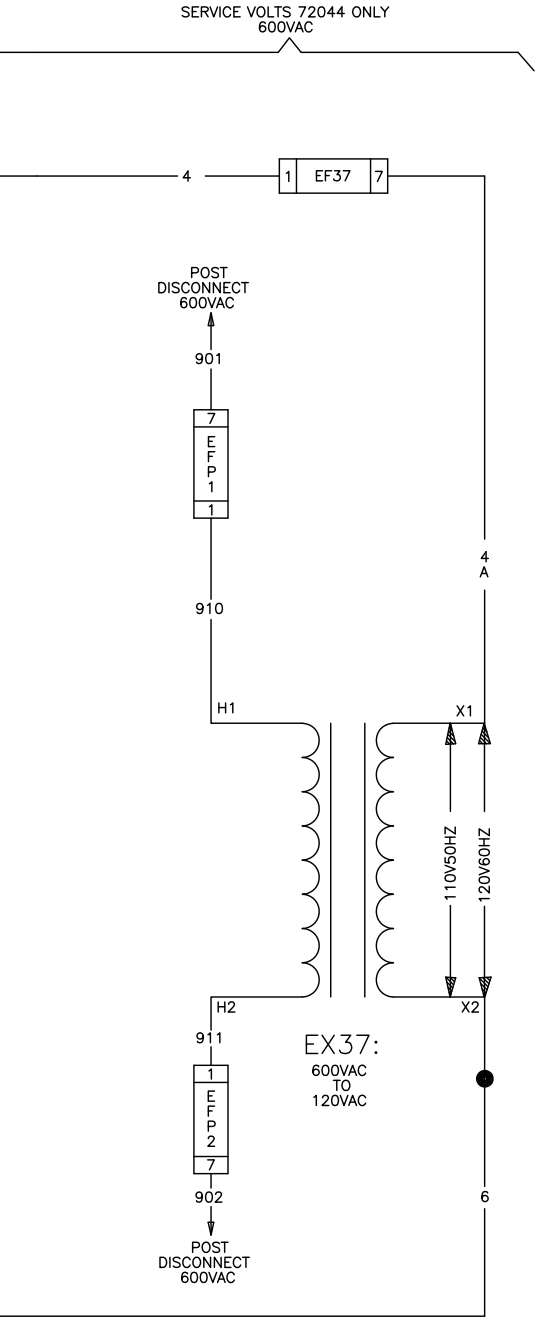 SERVICE VOLTS 72044 ONLY
600VAC
4
1 EF37 7
POST
DISCONNECT
600VAC
901
7
E
F
P
1
1
4
A
910
H1
X1
110V50HZ
120V60HZ
H2
X2
911
EX37:
600VAC
TO
120VAC
1
E
F
P
2
7
902
6
POST
DISCONNECT
600VAC